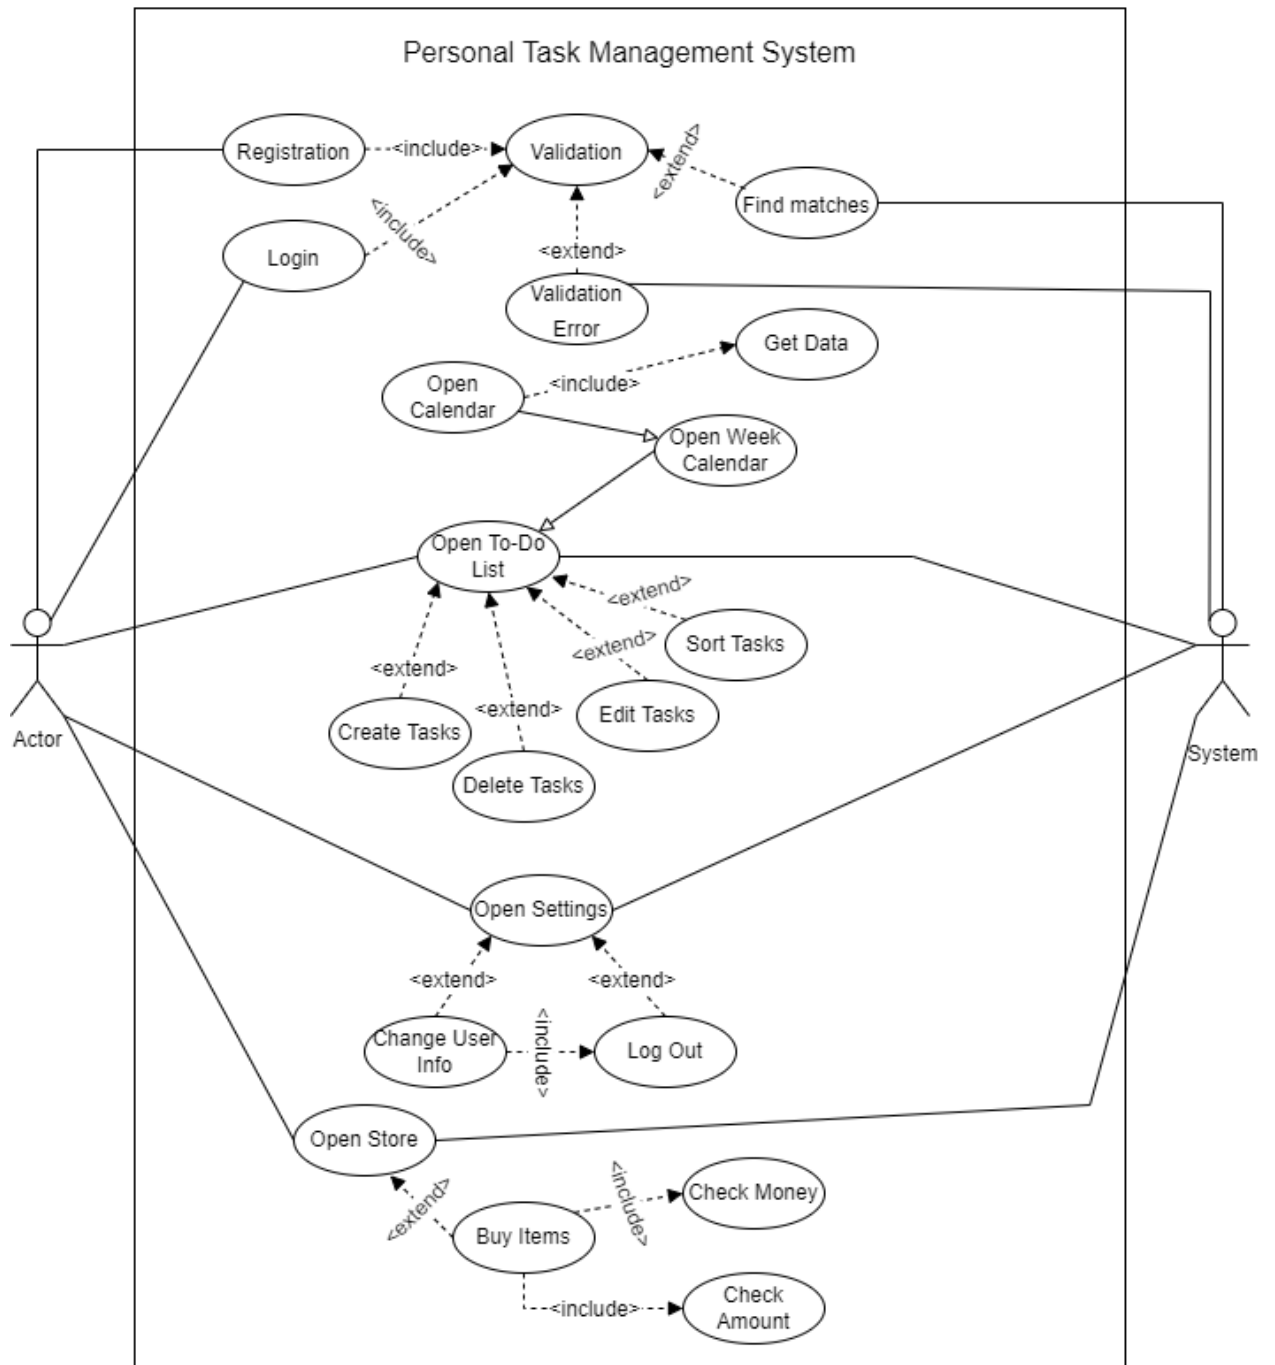 Personal Task Management System
Registration
<include>
Validation
<extend>
Find matches
<include>
Login
<extend>
Validation
Error
Get Data
Open
Calendar
<include>
Open Week
Calendar
Open To-Do
List
<extend>
<extend>
Sort Tasks
<extend>
<extend>
Edit Tasks
Create Tasks
Delete Tasks
Actor
System
Open Settings
<extend>
<extend>
Change User
Info
<include>
Log Out
Open Store
<extend>
Buy Items
<include>
Check Money
<include>
Check
Amount